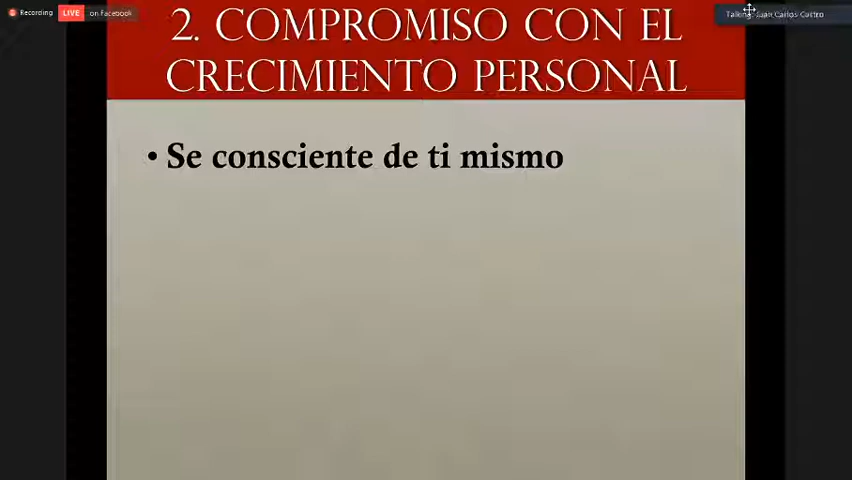 Recording LIVE on Facebook
Talking: Juan Carlos Castro
2. COMPROMISO CON EL
CRECIMIENTO PERSONAL
• Se consciente de ti mismo